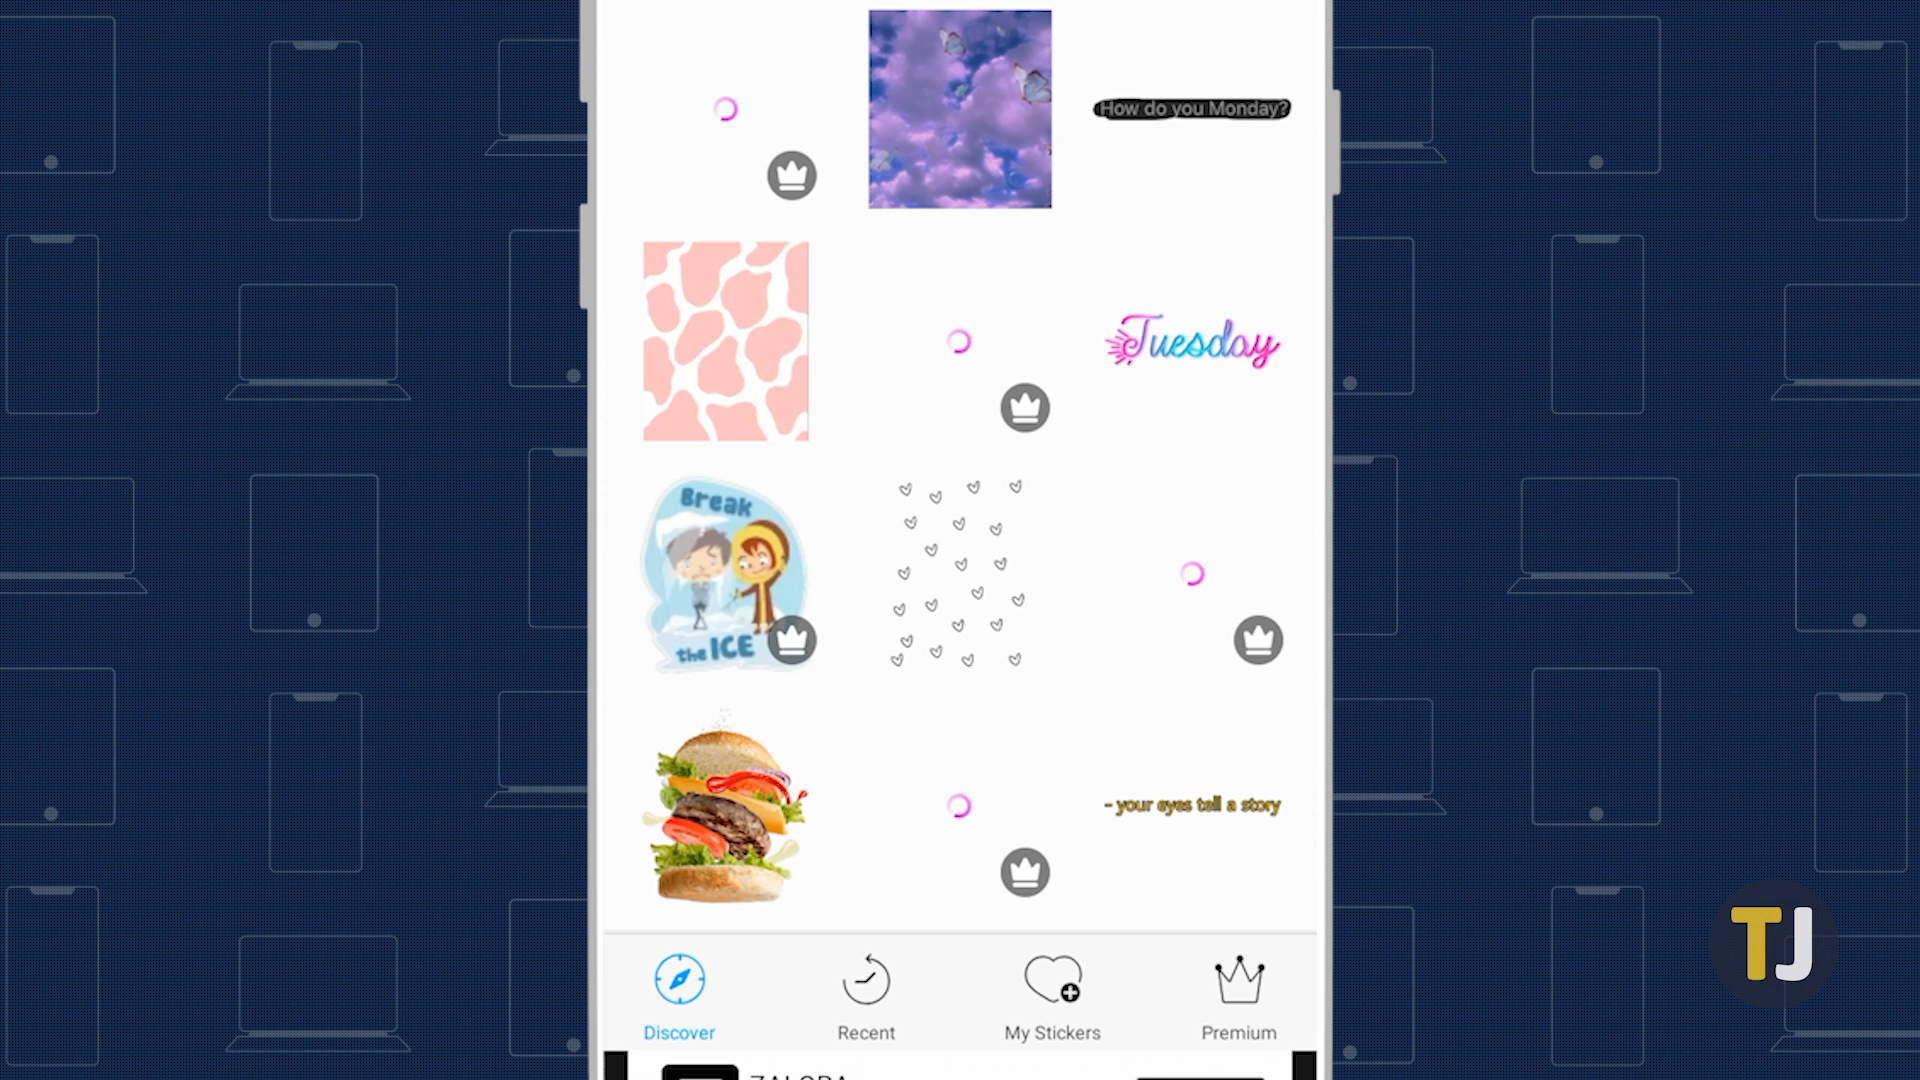 How do you Monday?
Tuesday
Break
the ICE
- your eyes tell a story
Discover
Recent
My Stickers
Premium
TJ